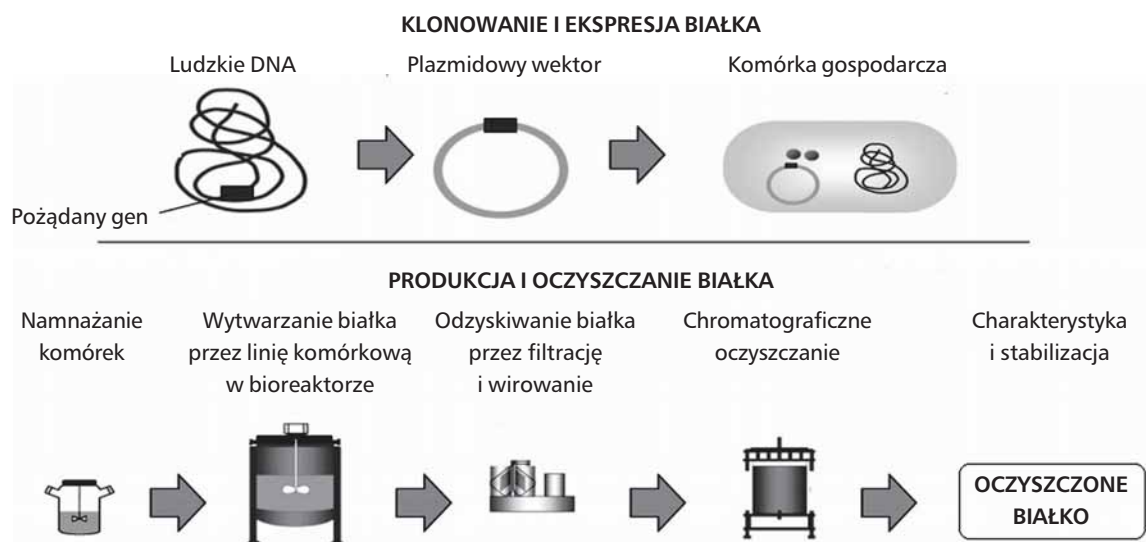 KLONOWANIE I EKSPRESJA BIAŁKA
Ludzkie DNA
Plazmidowy wektor
Komórka gospodarcza
Pożądany gen
PRODUKCJA I OCZYSZCZANIE BIAŁKA
Namnażanie
komórek
Wytwarzanie białka
przez linię komórkową
w bioreaktorze
Odzyskiwanie białka
przez filtrację
i wirowanie
Chromatograficzne
oczyszczanie
Charakterystyka
i stabilizacja
OCZYSZCZONE
BIAŁKO